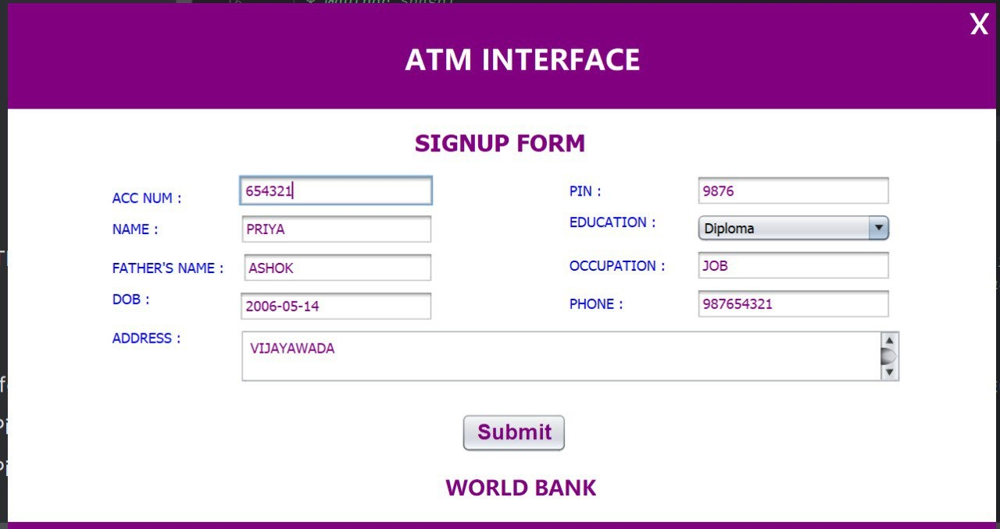 X
ATM INTERFACE
SIGNUP FORM
ACC NUM : 654321
PIN : 9876
NAME : PRIYA
EDUCATION : Diploma
FATHER'S NAME : ASHOK
OCCUPATION : JOB
DOB : 2006-05-14
PHONE : 987654321
ADDRESS : VIJAYAWADA
Submit
WORLD BANK